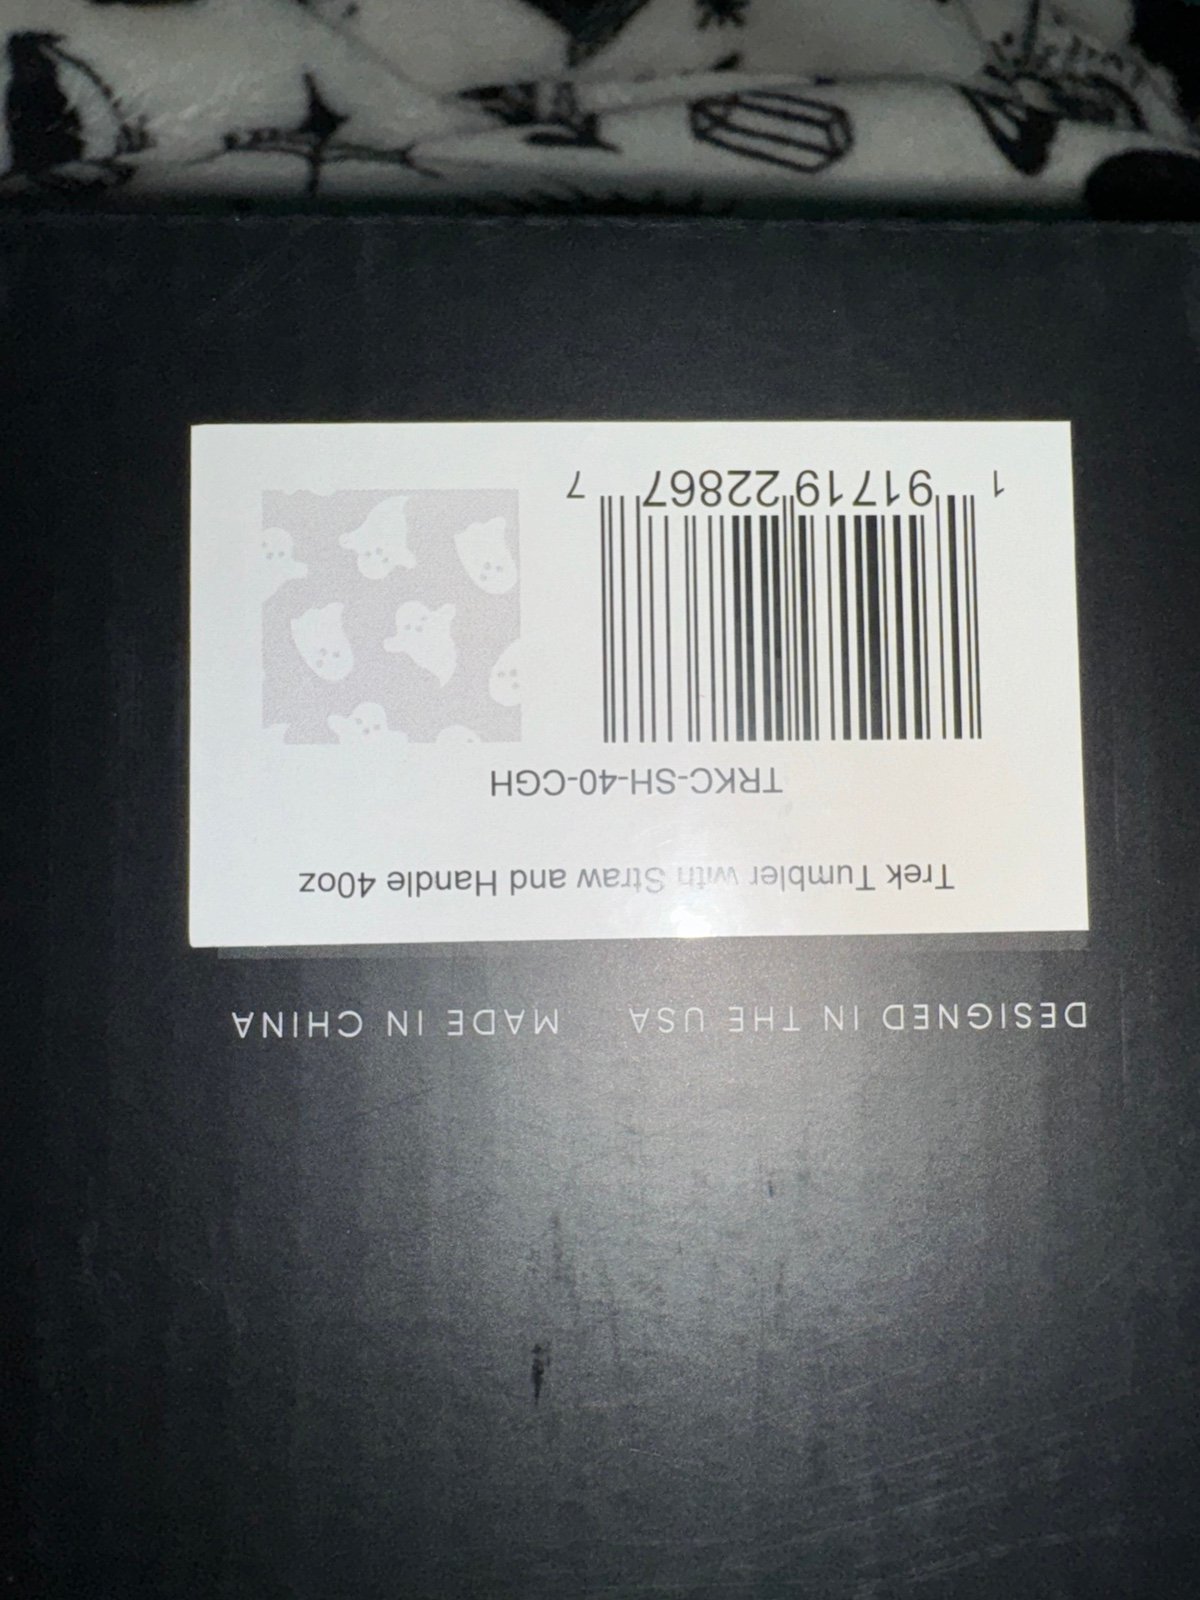 DESIGNED IN THE USA MADE IN CHINA
Trek Tumbler with Straw and Handle 40oz
TRKC-SH-40-CGH
1 91719 22867 7